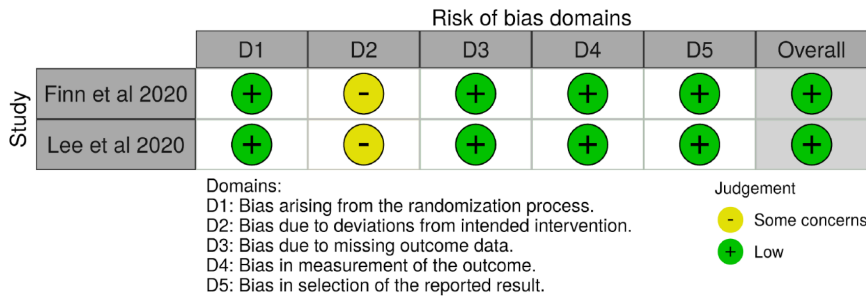 Risk of bias domains
D1 D2 D3 D4 D5 Overall
Study
Finn et al 2020 + - + + + +
Lee et al 2020 + - + + + +
Domains:
D1: Bias arising from the randomization process.
D2: Bias due to deviations from intended intervention.
D3: Bias due to missing outcome data.
D4: Bias in measurement of the outcome.
D5: Bias in selection of the reported result.
Judgement
- Some concerns
+ Low